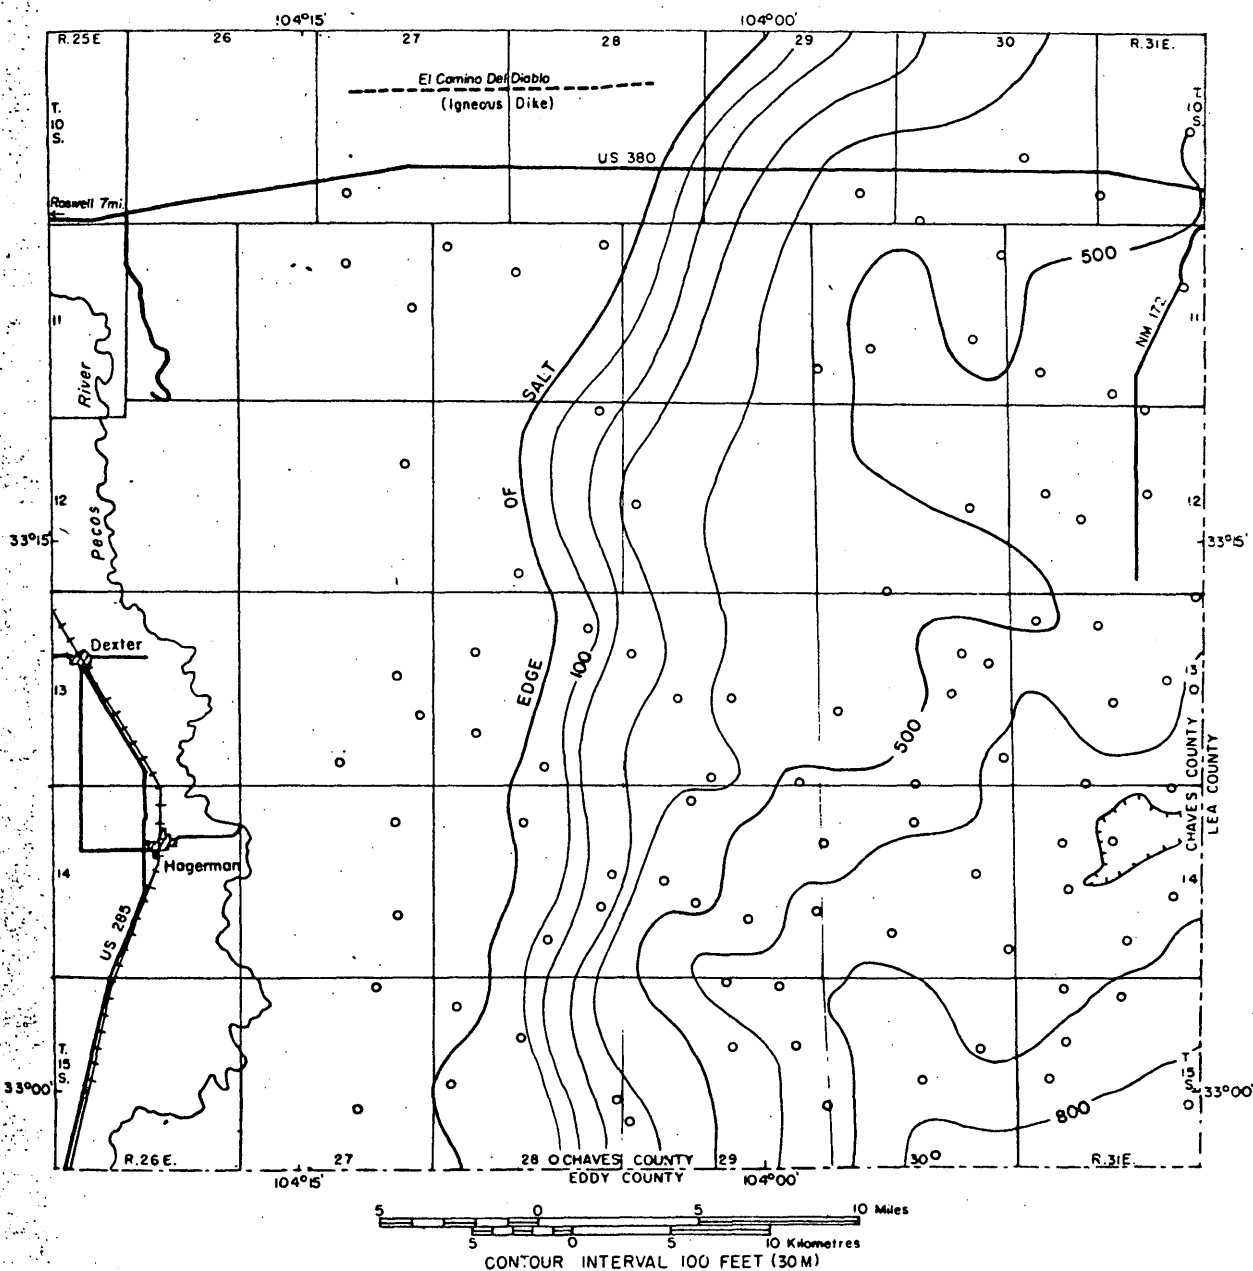 104°15' 104°00'
R.25E 26 27 28 29 30 R.31E.
El Camino Del Diablo
(Igneous Dike)
T.
10
S.
T.
10
S.
US 380
Roswell 7mi.
500
11
11
NM 172
River
SALT
12
OF
12
Pecos
33°15'
33°15'
Dexter
13
13
EDGE
100
500
CHAVES COUNTY
LEA COUNTY
Hagerman
14
14
US 285
T.
15
S.
T.
15
S.
33°00'
33°00'
800
R.26E. 27 28 CHAVES COUNTY 29 30 R.31E.
EDDY COUNTY
104°15' 104°00'
5 0 5 10 Miles
5 0 5 10 Kilometres
CONTOUR INTERVAL 100 FEET (30M)